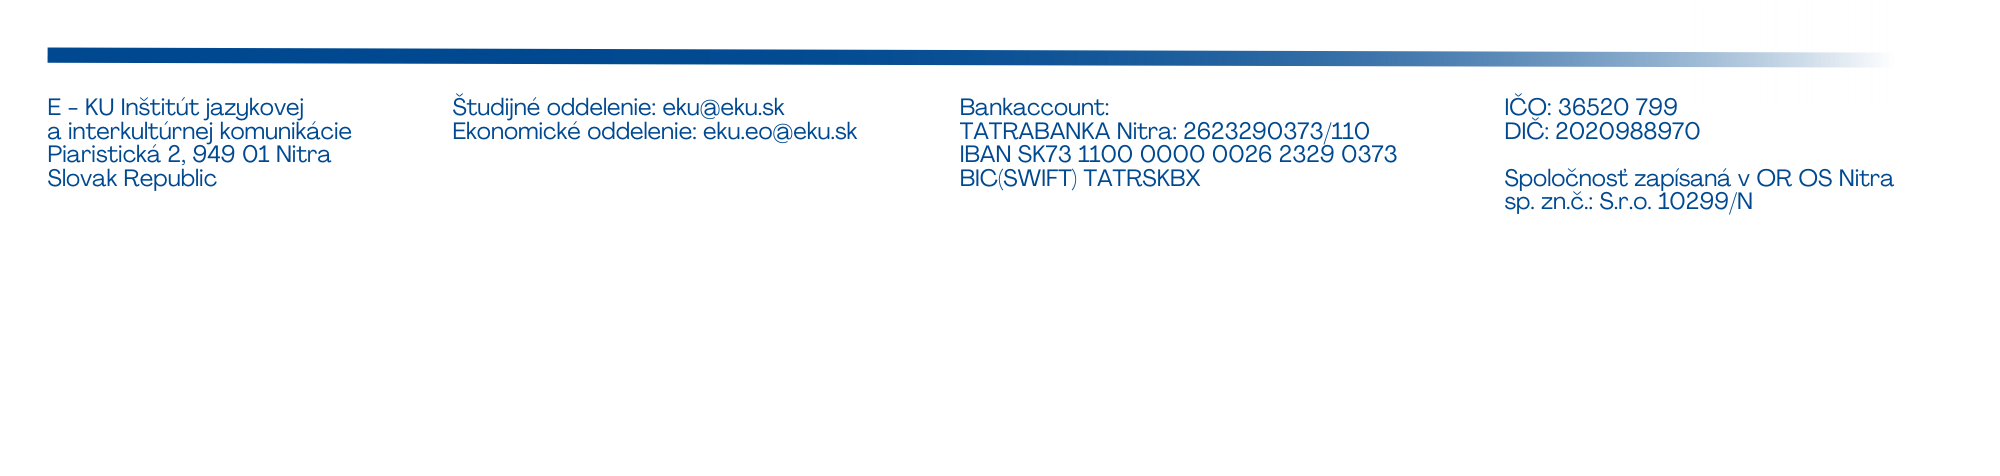 E - KU Inštitút jazykovej
a interkultúrnej komunikácie
Piaristická 2, 949 01 Nitra
Slovak Republic
Študijné oddelenie: eku@eku.sk
Ekonomické oddelenie: eku.eo@eku.sk
Bankaccount:
TATRABANKA Nitra: 2623290373/110
IBAN SK73 1100 0000 0026 2329 0373
BIC(SWIFT) TATRSKBX
IČO: 36520 799
DIČ: 2020988970
Spoločnosť zapísaná v OR OS Nitra
sp. zn.č.: S.r.o. 10299/N